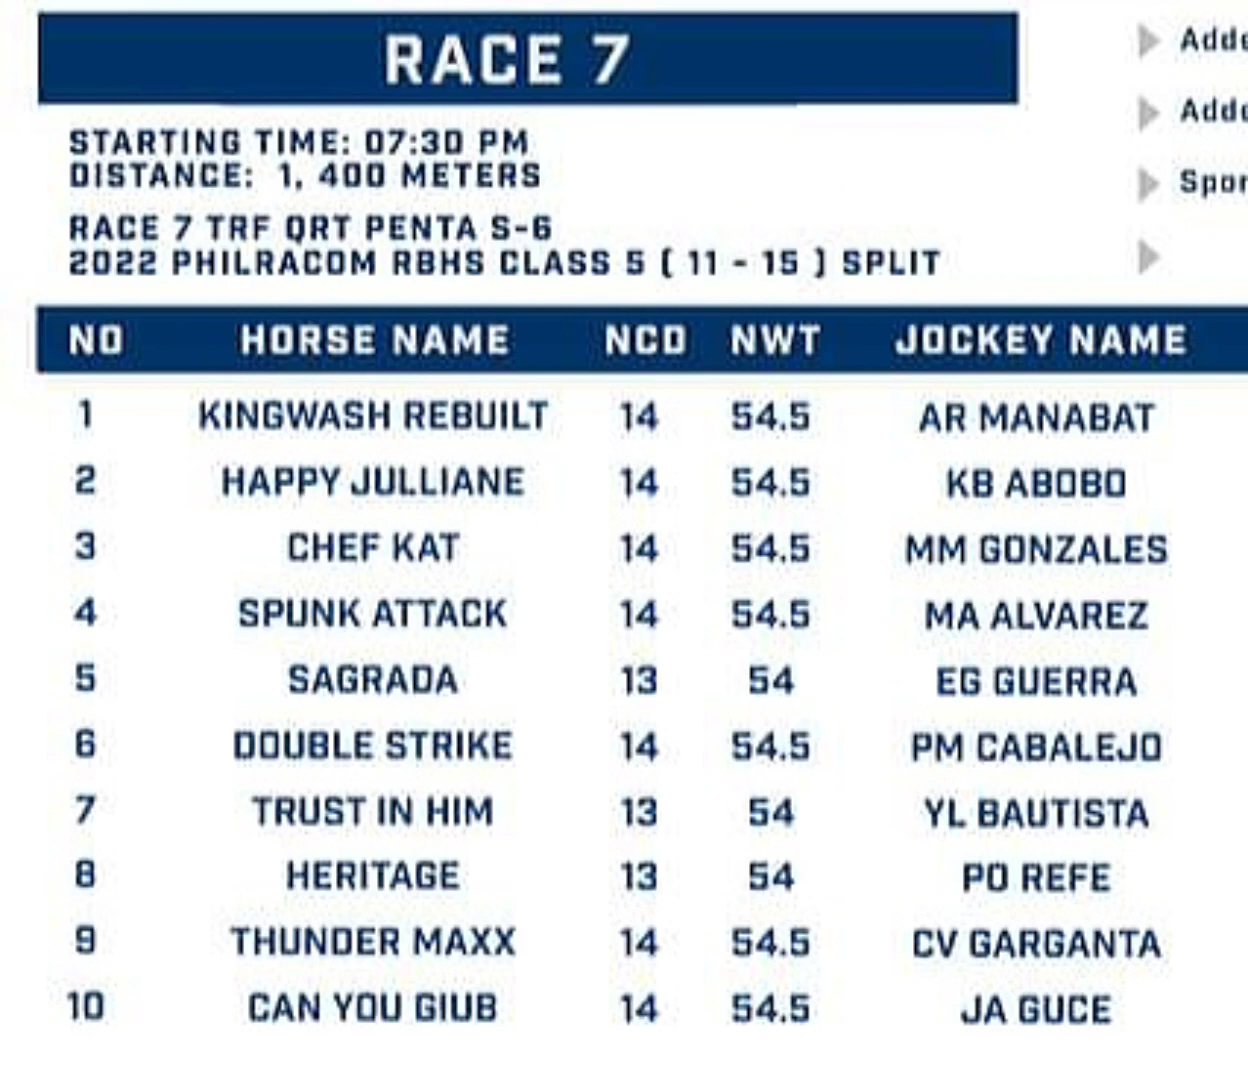 RACE 7
STARTING TIME: 07:30 PM
DISTANCE: 1, 400 METERS
RACE 7 TRF QRT PENTA S-6
2022 PHILRACOM RBHS CLASS 5 ( 11 - 15 ) SPLIT
NO HORSE NAME NCD NWT JOCKEY NAME
1 KINGWASH REBUILT 14 54.5 AR MANABAT
2 HAPPY JULLIANE 14 54.5 KB ABOBO
3 CHEF KAT 14 54.5 MM GONZALES
4 SPUNK ATTACK 14 54.5 MA ALVAREZ
5 SAGRADA 13 54 EG GUERRA
6 DOUBLE STRIKE 14 54.5 PM CABALEJO
7 TRUST IN HIM 13 54 YL BAUTISTA
8 HERITAGE 13 54 PO REFE
9 THUNDER MAXX 14 54.5 CV GARGANTA
10 CAN YOU GIUB 14 54.5 JA GUCE